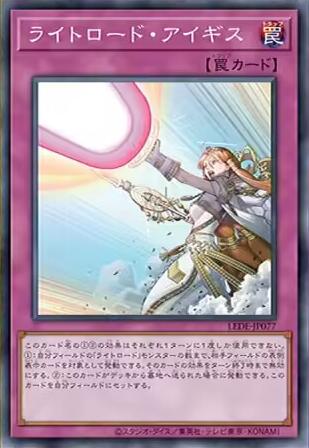 ライトロード・アイギス
トラップ
罠
【罠カード】
LEDE-JP077
このカード名の①②の効果はそれぞれ1ターンに1度しか使用できない。
①：自分フィールドの「ライトロード」モンスターの数まで、相手フィールドの表側
表示カードを対象として発動できる。そのカードの効果をターン終了時まで無効
にする。②：このカードがデッキから墓地へ送られた場合に発動できる。この
カードを自分フィールドにセットする。
©スタジオ・ダイス／集英社・テレビ東京・KONAMI